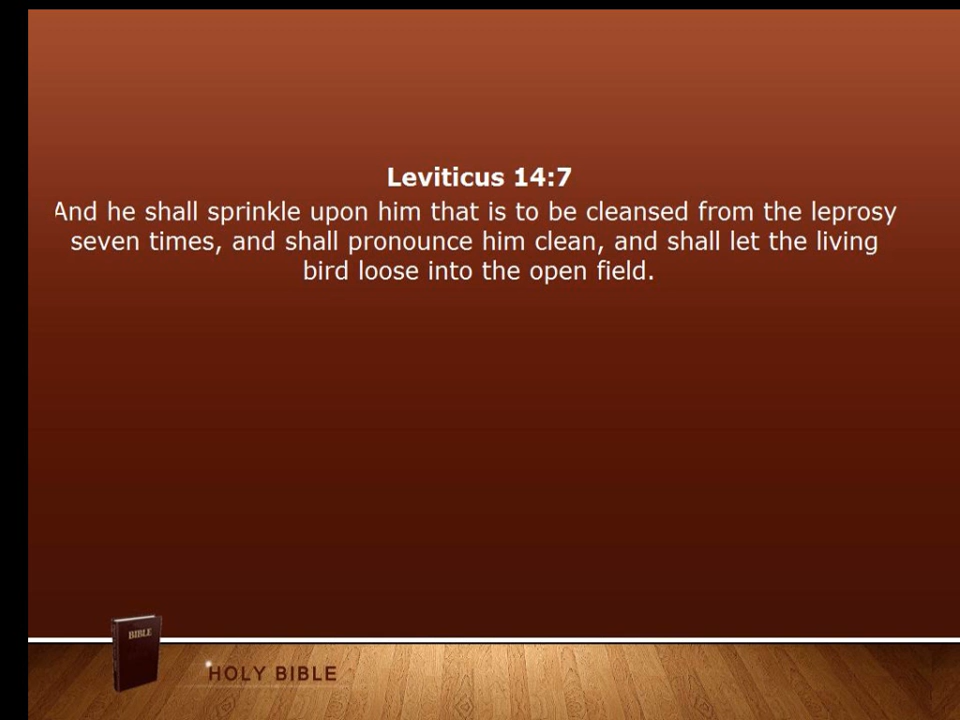 Leviticus 14:7
And he shall sprinkle upon him that is to be cleansed from the leprosy
seven times, and shall pronounce him clean, and shall let the living
bird loose into the open field.
BIBLE
HOLY BIBLE